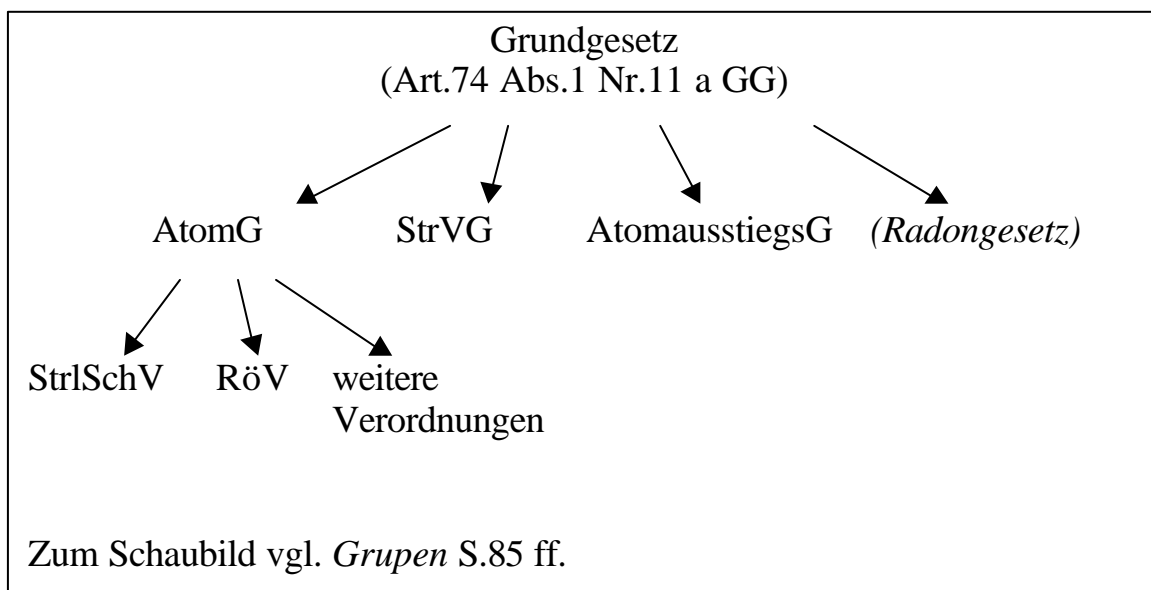 Grundgesetz
(Art.74 Abs.1 Nr.11 a GG)
AtomG StrVG AtomausstiegsG (Radongesetz)
StrlSchV RöV weitere
Verordnungen
Zum Schaubild vgl. Grupen S.85 ff.